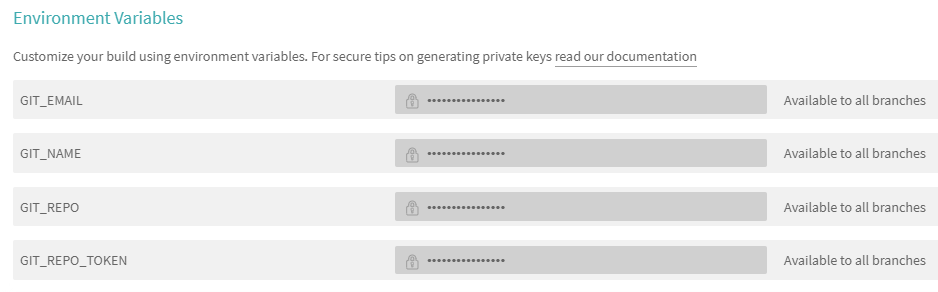 Environment Variables
Customize your build using environment variables. For secure tips on generating private keys read our documentation
GIT_EMAIL •••••••••••••••• Available to all branches
GIT_NAME •••••••••••••••• Available to all branches
GIT_REPO •••••••••••••••• Available to all branches
GIT_REPO_TOKEN •••••••••••••••• Available to all branches